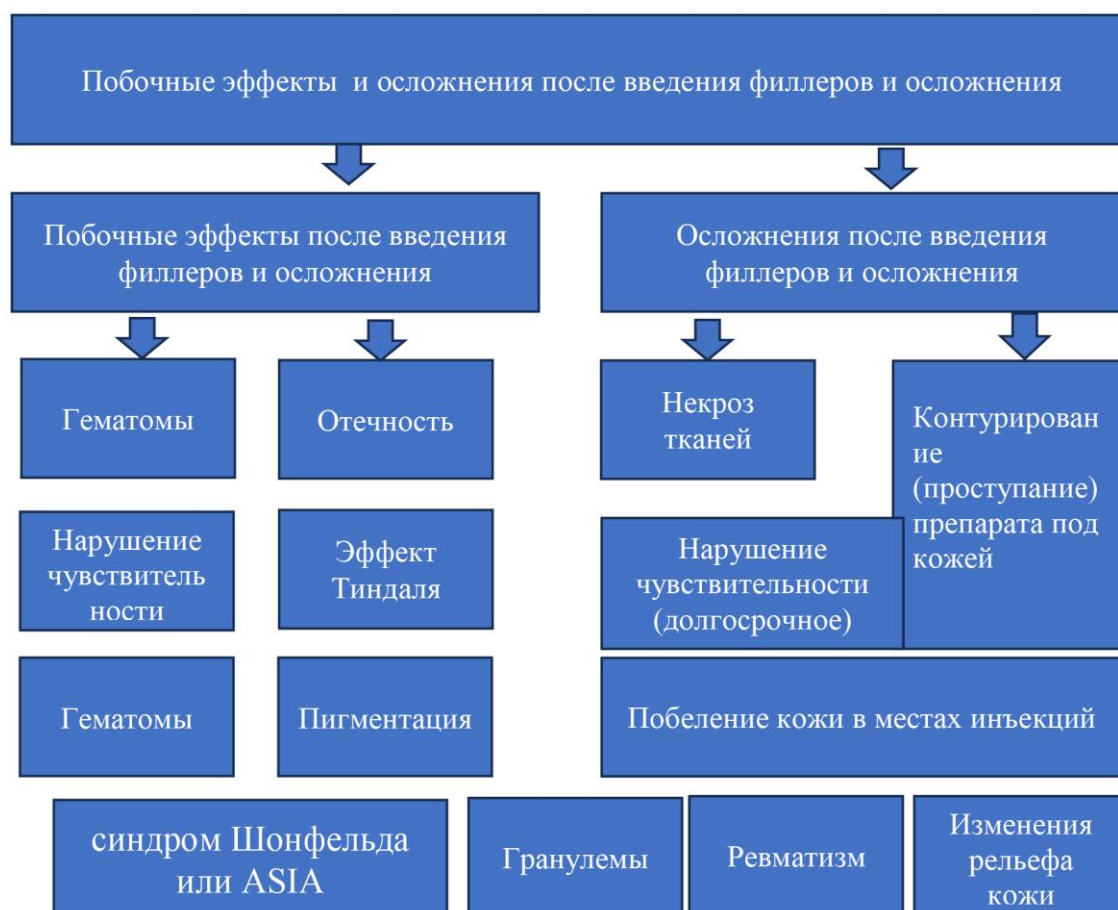 Побочные эффекты и осложнения после введения филлеров и осложнения
Побочные эффекты после введения
филлеров и осложнения
Осложнения после введения
филлеров и осложнения
Гематомы
Отечность
Некроз
тканей
Контурирован
ие
(проступание)
препарата под
кожей
Нарушение
чувствитель
ности
Эффект
Тиндаля
Нарушение
чувствительности
(долгосрочное)
Гематомы
Пигментация
Побеление кожи в местах инъекций
синдром Шонфельда
или ASIA
Гранулемы
Ревматизм
Изменения
рельефа
кожи